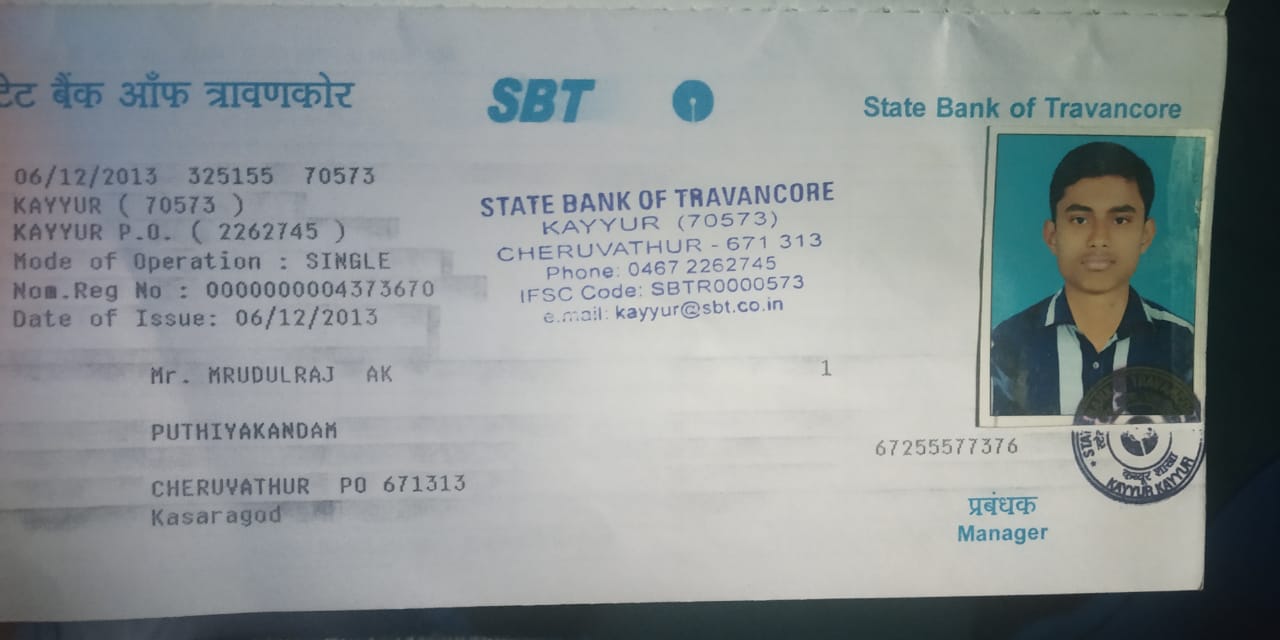 टेट बैंक ऑफ त्रावणकोर
SBT
State Bank of Travancore
06/12/2013 325155 70573
KAYYUR ( 70573 )
KAYYUR P.O. ( 2262745 )
Mode of Operation : SINGLE
Nom.Reg No : 0000000004373670
Date of Issue: 06/12/2013
STATE BANK OF TRAVANCORE
KAYYUR (70573)
CHERUVATHUR - 671 313
Phone: 0467 2262745
IFSC Code: SBTR0000573
e.mail: kayyur@sbt.co.in
Mr. MRUDULRAJ AK
1
PUTHIYAKANDAM
67255577376
CHERUVATHUR PO 671313
Kasaragod
कय्यूर शाखा
KAYYUR KAYYUR
प्रबंधक
Manager